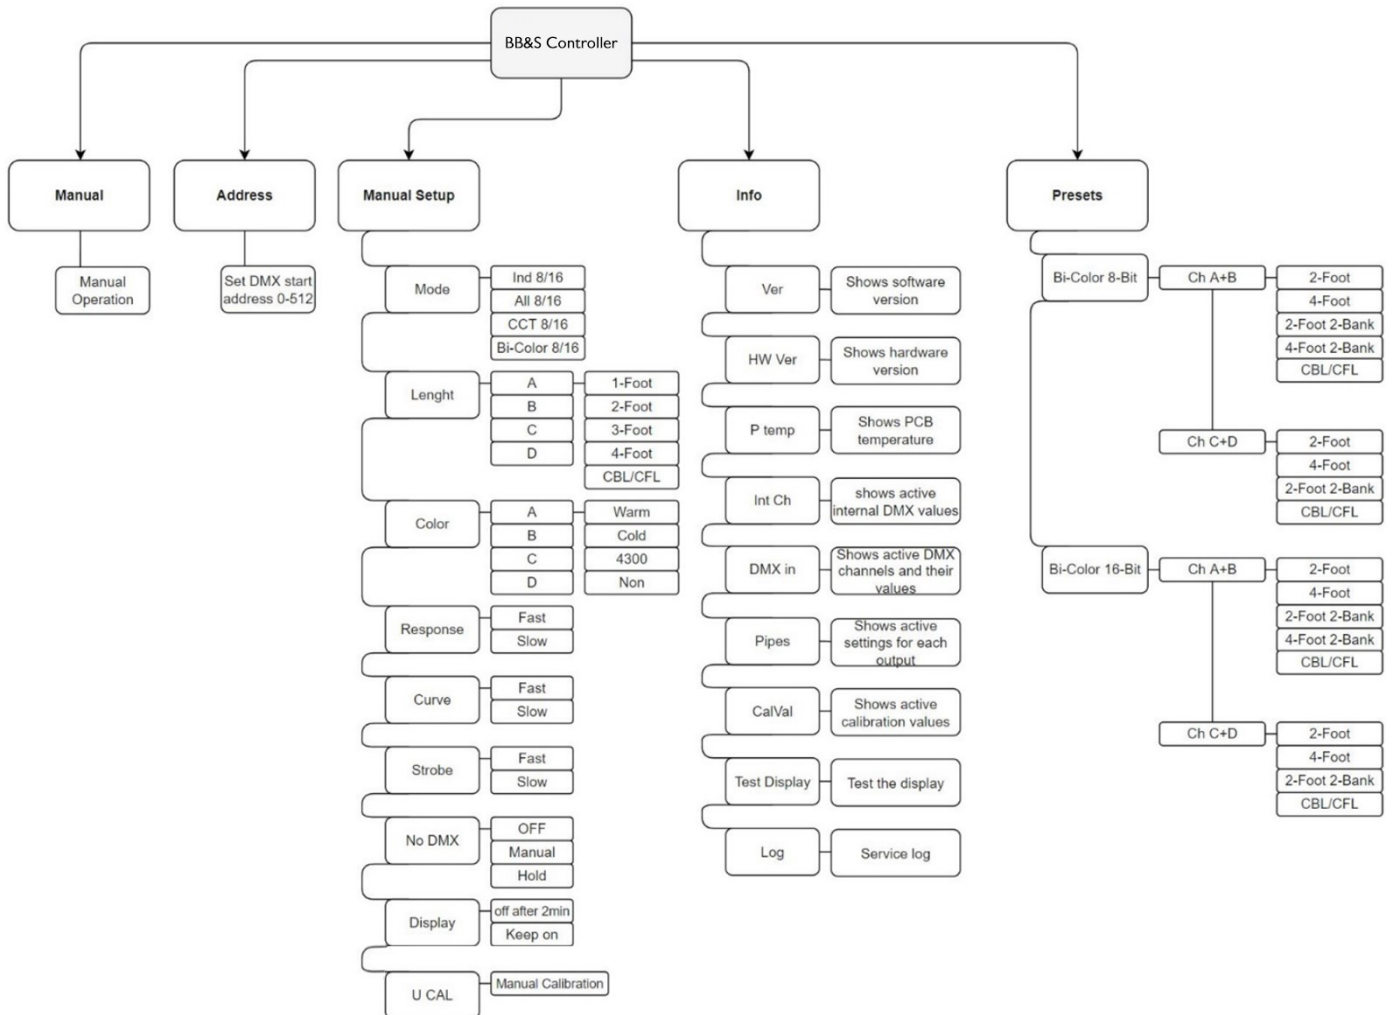 BB&S Controller
Manual
Manual
Operation
Address
Set DMX start
address 0-512
Manual Setup
Mode
Ind 8/16
All 8/16
CCT 8/16
Bi-Color 8/16
Lenght
A
B
C
D
1-Foot
2-Foot
3-Foot
4-Foot
CBL/CFL
Color
A
B
C
D
Warm
Cold
4300
Non
Response
Fast
Slow
Curve
Fast
Slow
Strobe
Fast
Slow
No DMX
OFF
Manual
Hold
Display
off after 2min
Keep on
U CAL
Manual Calibration
Info
Ver
Shows software
version
HW Ver
Shows hardware
version
P temp
Shows PCB
temperature
Int Ch
shows active
internal DMX values
DMX in
Shows active DMX
channels and their
values
Pipes
Shows active
settings for each
output
CalVal
Shows active
calibration values
Test Display
Test the display
Log
Service log
Presets
Bi-Color 8-Bit
Ch A+B
2-Foot
4-Foot
2-Foot 2-Bank
4-Foot 2-Bank
CBL/CFL
Ch C+D
2-Foot
4-Foot
2-Foot 2-Bank
CBL/CFL
Bi-Color 16-Bit
Ch A+B
2-Foot
4-Foot
2-Foot 2-Bank
4-Foot 2-Bank
CBL/CFL
Ch C+D
2-Foot
4-Foot
2-Foot 2-Bank
CBL/CFL